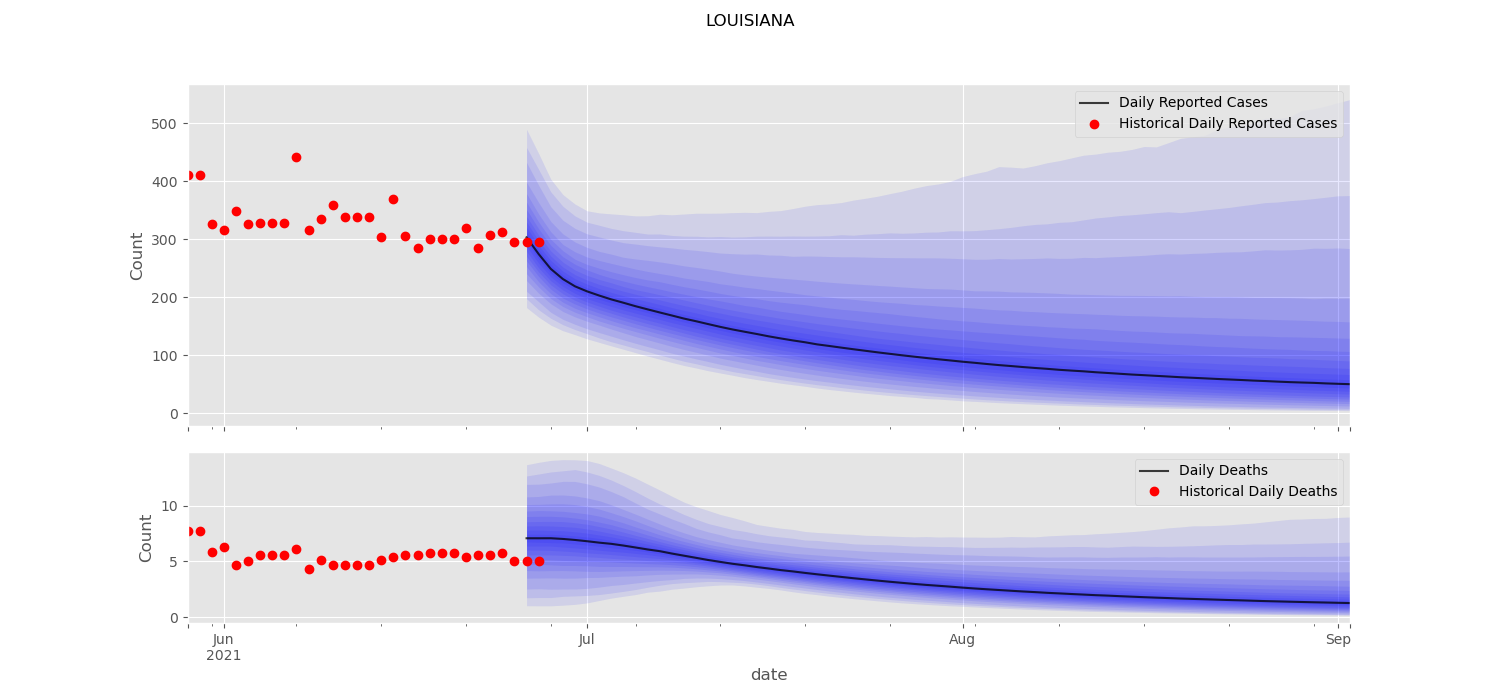 LOUISIANA
Daily Reported Cases
Historical Daily Reported Cases
500
400
300
200
100
0
Count
Daily Deaths
Historical Daily Deaths
10
5
0
Count
Jun Jul Aug Sep
2021
date